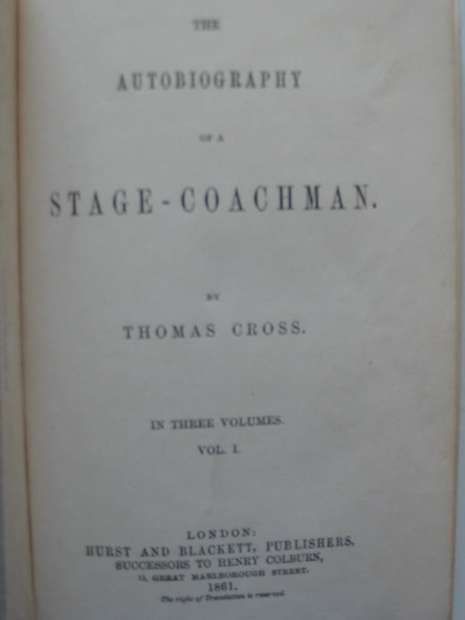 THE
AUTOBIOGRAPHY
OF A
STAGE-COACHMAN.
BY
THOMAS CROSS.
IN THREE VOLUMES.
VOL. I.
LONDON:
HURST AND BLACKETT, PUBLISHERS,
SUCCESSORS TO HENRY COLBURN,
13, GREAT MARLBOROUGH STREET.
1861.
The right of Translation is reserved.